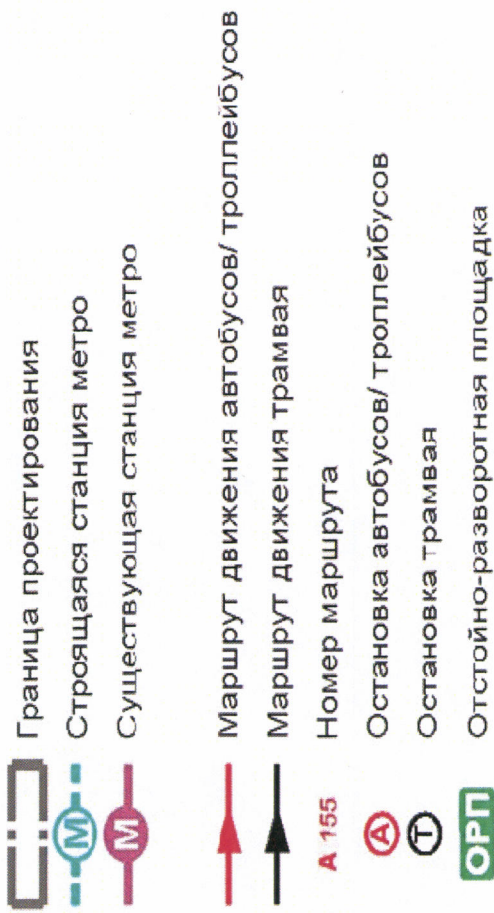 Граница проектирования
М Строящаяся станция метро
М Существующая станция метро
Маршрут движения автобусов/ троллейбусов
Маршрут движения трамвая
А 155 Номер маршрута
А Остановка автобусов/ троллейбусов
Т Остановка трамвая
ОРП Отстойно-разворотная площадка